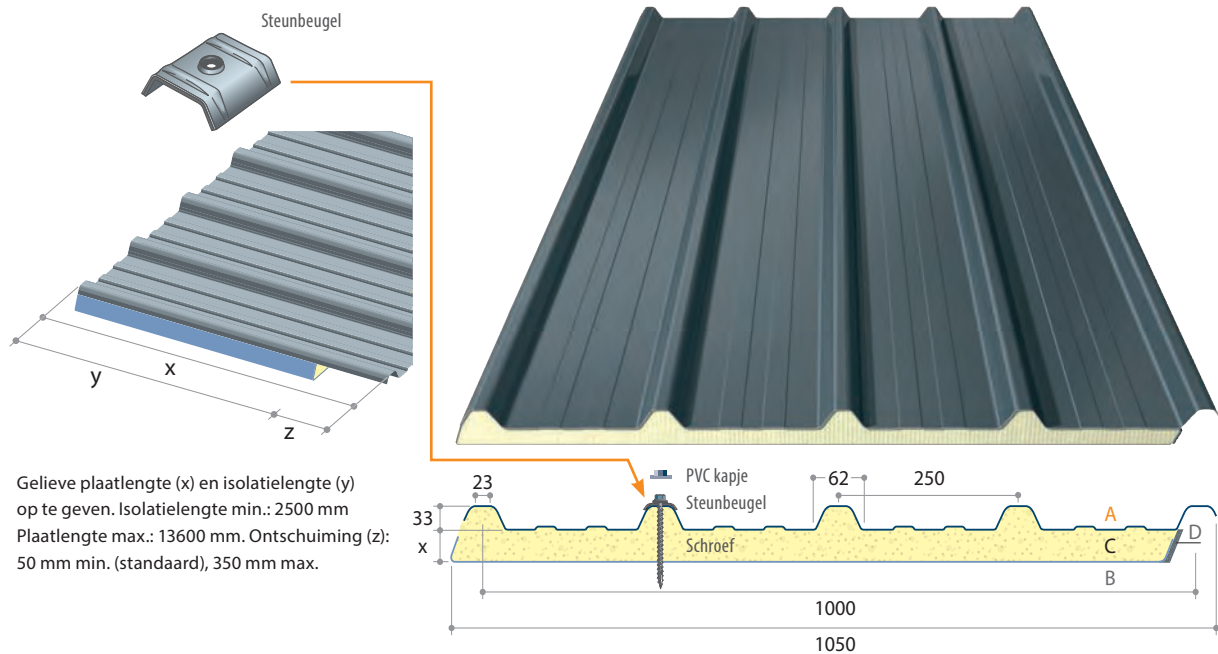 Steunbeugel
x
y
z
Gelieve plaatlengte (x) en isolatielengte (y)
op te geven. Isolatielengte min.: 2500 mm
Plaatlengte max.: 13600 mm. Ontschuiming (z):
50 mm min. (standaard), 350 mm max.
PVC kapje
23
62
250
Steunbeugel
33
A
D
x
Schroef
C
B
1000
1050